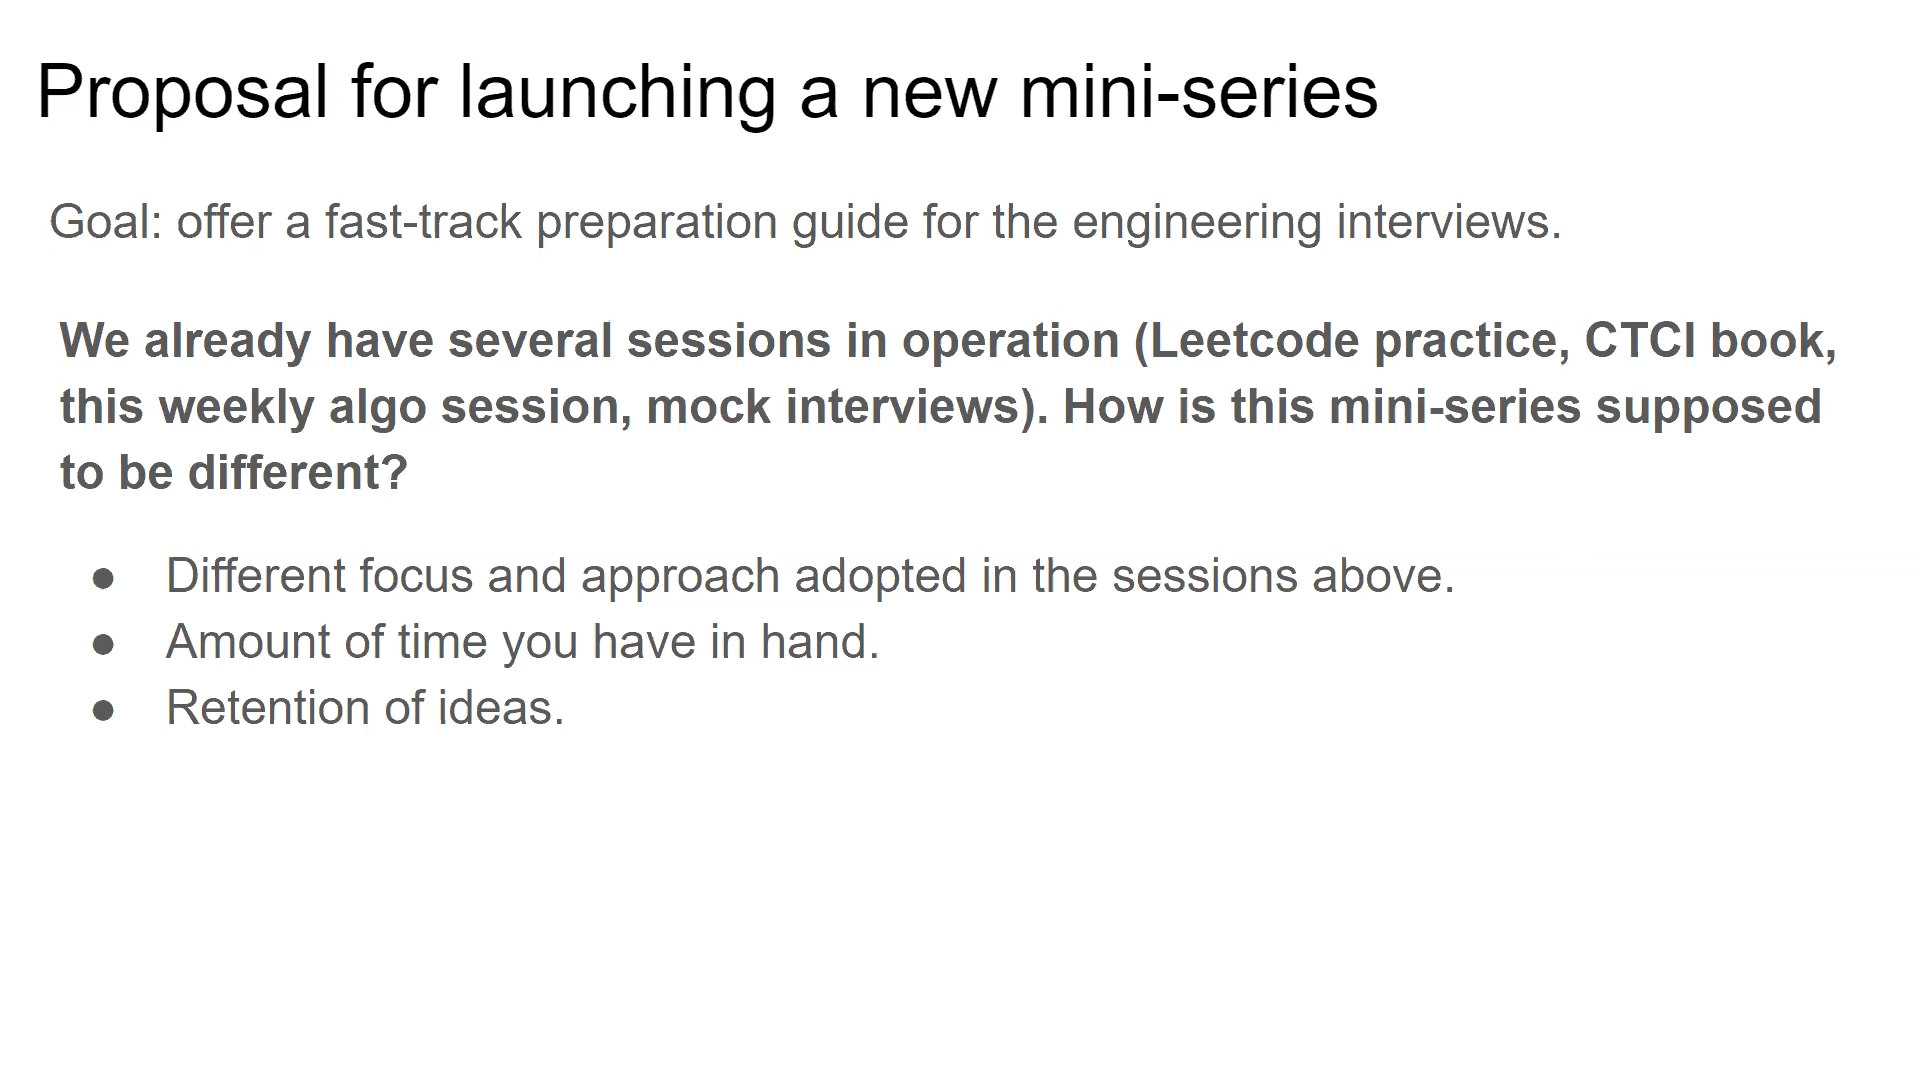 Proposal for launching a new mini-series
Goal: offer a fast-track preparation guide for the engineering interviews.
We already have several sessions in operation (Leetcode practice, CTCI book,
this weekly algo session, mock interviews). How is this mini-series supposed
to be different?
● Different focus and approach adopted in the sessions above.
● Amount of time you have in hand.
● Retention of ideas.